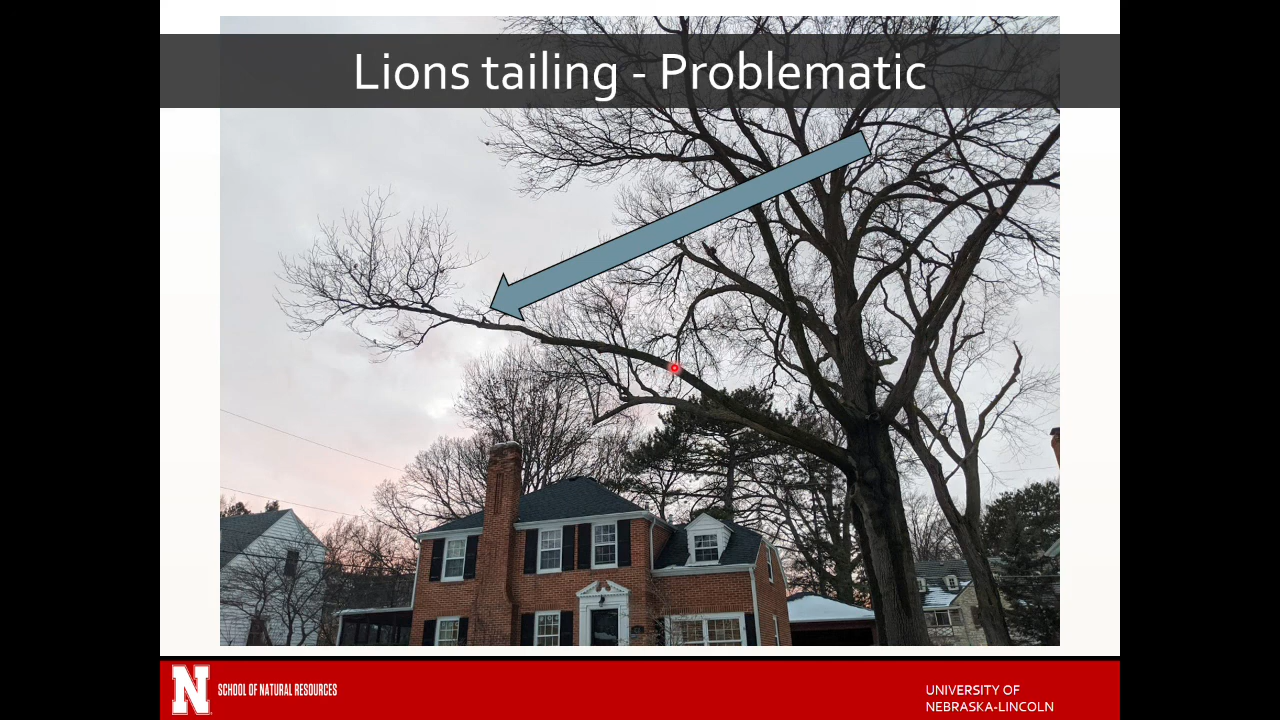 Lions tailing - Problematic
N
SCHOOL OF NATURAL RESOURCES
UNIVERSITY OF
NEBRASKA-LINCOLN